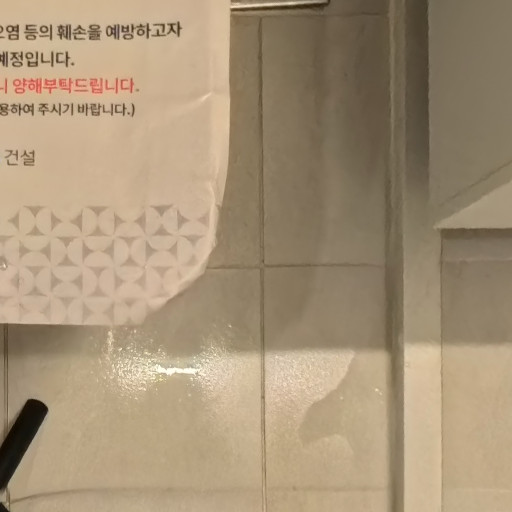 오염 등의 훼손을 예방하고자
예정입니다.
니 양해부탁드립니다.
용하여 주시기 바랍니다.)
건설